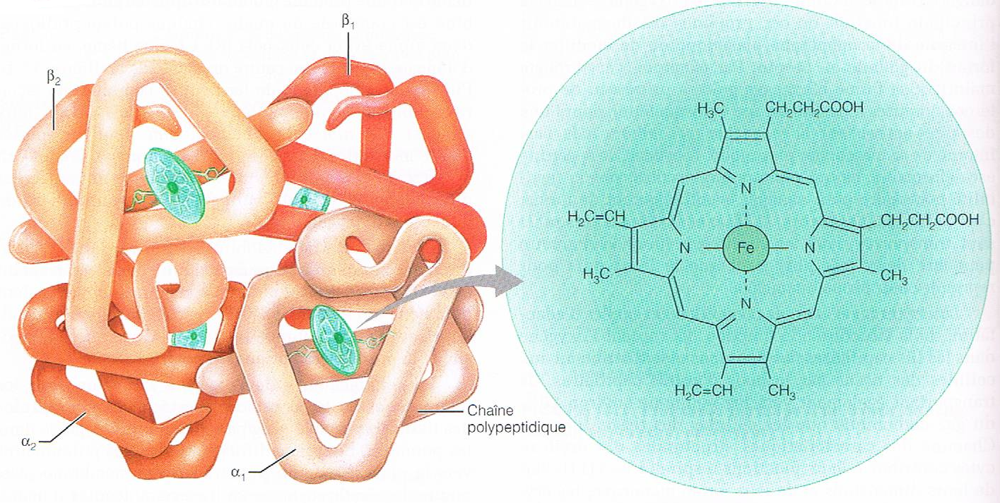 β1
β2
α2
α1
Chaîne
polypeptidique
H3C
CH2CH2COOH
N
H2C=CH
CH2CH2COOH
N
Fe
N
H3C
CH3
N
H2C=CH
CH3